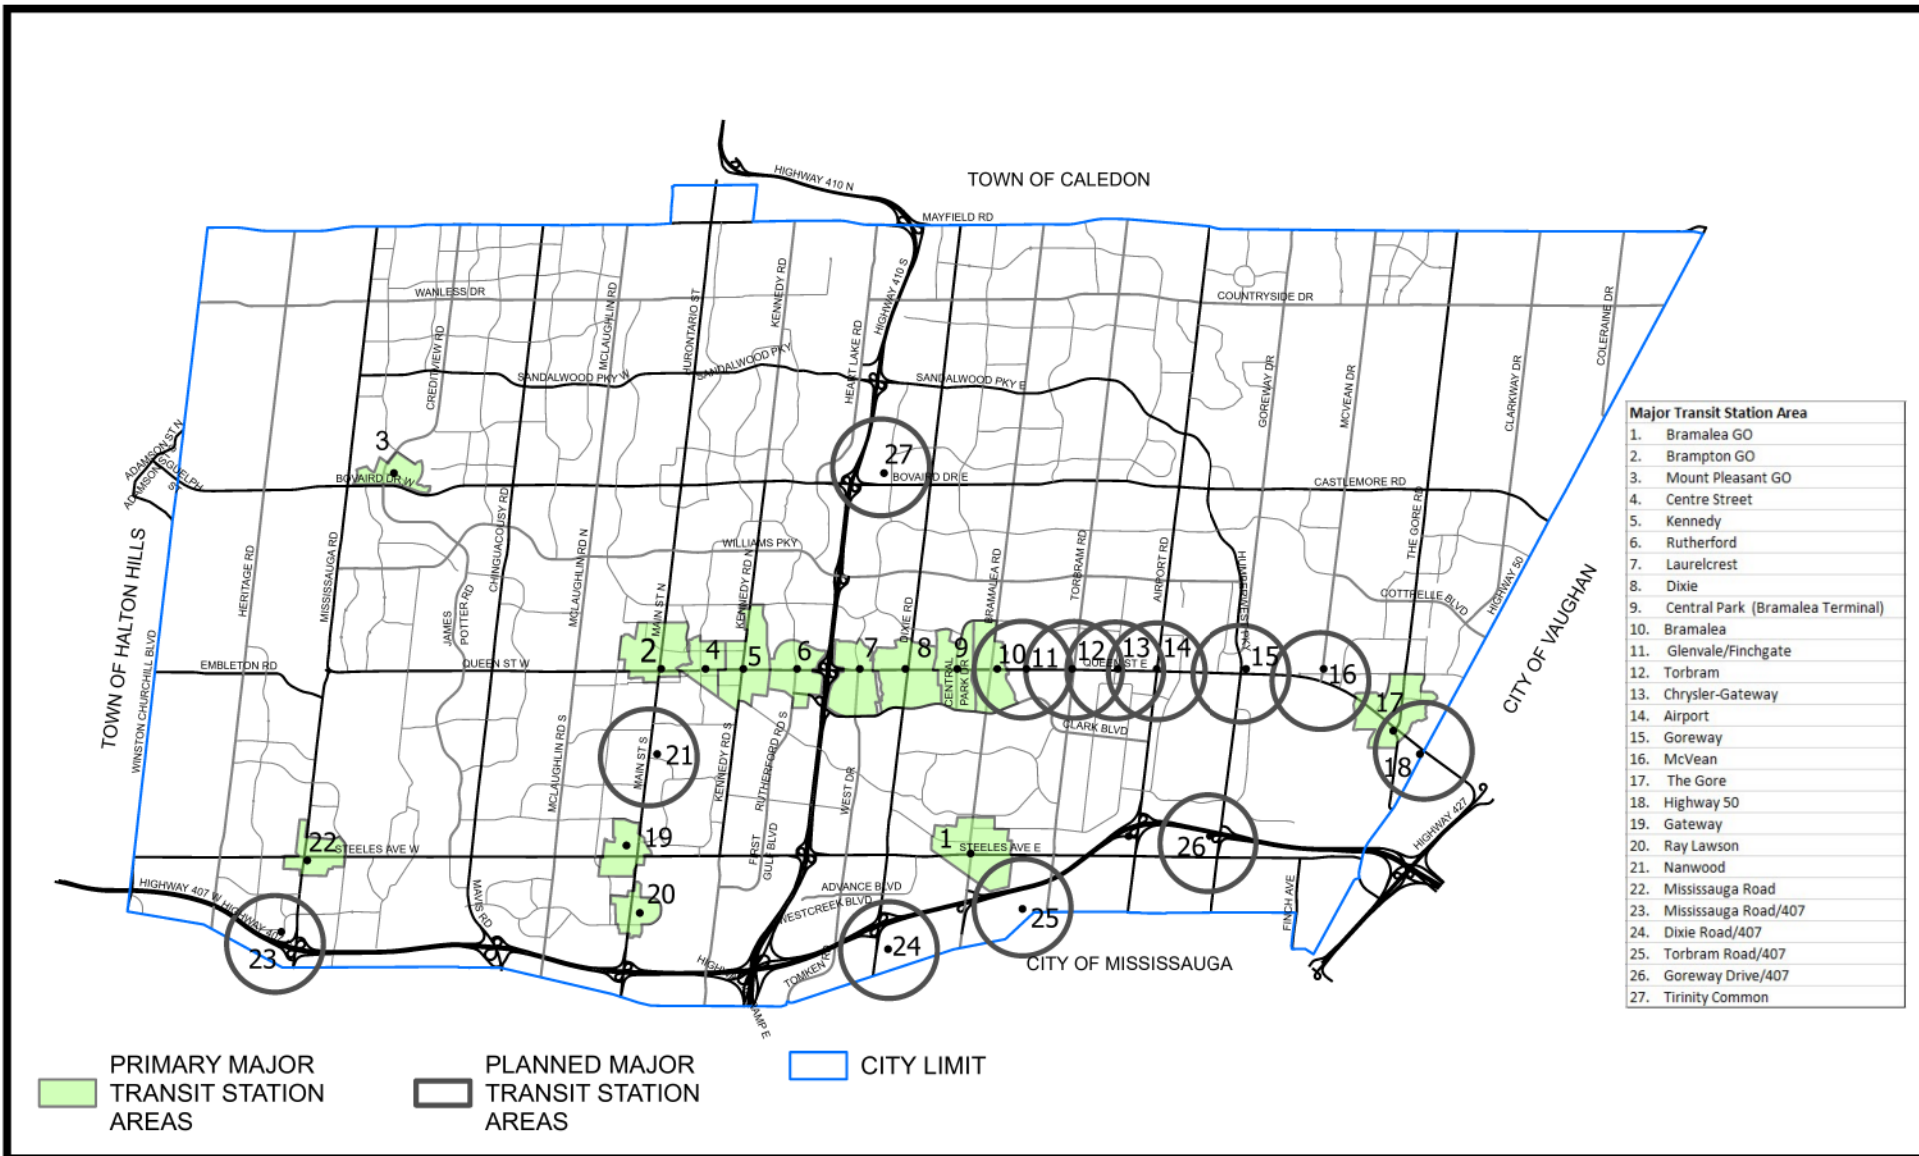 TOWN OF CALEDON
HIGHWAY 410 N
MAYFIELD RD
WANLESS DR
COUNTRYSIDE DR
CREDITVIEW RD
MCLAUGHLIN RD
HURONTARIO ST
KENNEDY RD
HEART LAKE RD
HIGHWAY 410 S
GOREWAY DR
MCVEAN DR
CLARKWAY DR
COLERAINE DR
SANDALWOOD PKY W
SANDALWOOD PKY
SANDALWOOD PKY E
ADAMSON ST N
GUELPH ST
3
BOVAIRD DR W
27
BOVAIRD DR E
CASTLEMORE RD
TOWN OF HALTON HILLS
WINSTON CHURCHILL BLVD
HERITAGE RD
MISSISSAUGA RD
JAMES
POTTER RD
CHINGUACOUSY RD
MCLAUGHLIN RD N
MAIN ST N
KENNEDY RD N
WILLIAMS PKY
DIXIE RD
BRAMALEA RD
TORBRAM RD
AIRPORT RD
THE GORE RD
COTTRELLE BLVD
HIGHWAY 50
CITY OF VAUGHAN
EMBLETON RD
QUEEN ST W
2
4
5
6
7
8
9
10
11
12
13
14
15
16
17
18
QUEEN ST E
CENTRAL
PARK DR
CLARK BLVD
MCLAUGHLIN RD S
MAIN ST S
21
KENNEDY RD S
RUTHERFORD RD S
WEST DR
FIRST
GULF BLVD
22
STEELES AVE W
19
20
1
STEELES AVE E
26
HIGHWAY 427
FINCH AVE
HIGHWAY 407 W
MAVIS RD
ADVANCE BLVD
WESTCREEK BLVD
TOMKEN RD
23
24
25
CITY OF MISSISSAUGA
Major Transit Station Area
1. Bramalea GO
2. Brampton GO
3. Mount Pleasant GO
4. Centre Street
5. Kennedy
6. Rutherford
7. Laurelcrest
8. Dixie
9. Central Park (Bramalea Terminal)
10. Bramalea
11. Glenvale/Finchgate
12. Torbram
13. Chrysler-Gateway
14. Airport
15. Goreway
16. McVean
17. The Gore
18. Highway 50
19. Gateway
20. Ray Lawson
21. Nanwood
22. Mississauga Road
23. Mississauga Road/407
24. Dixie Road/407
25. Torbram Road/407
26. Goreway Drive/407
27. Tirinity Common
PRIMARY MAJOR
TRANSIT STATION
AREAS
PLANNED MAJOR
TRANSIT STATION
AREAS
CITY LIMIT